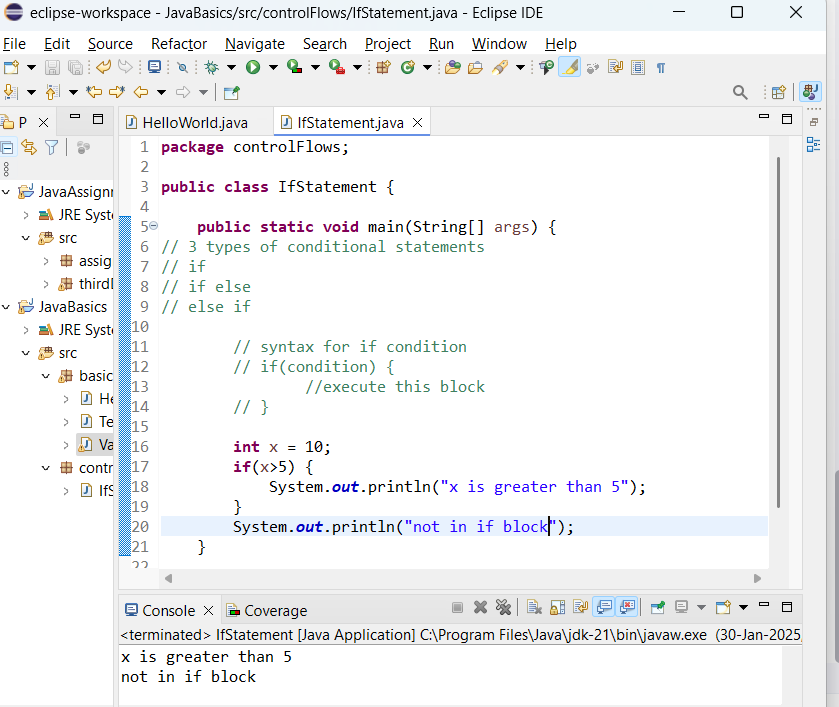 eclipse-workspace - JavaBasics/src/controlFlows/IfStatement.java - Eclipse IDE
File Edit Source Refactor Navigate Search Project Run Window Help
P
HelloWorld.java IfStatement.java
JavaAssignr
JRE Syste
src
assig
third
JavaBasics
JRE Syste
src
basic
He
Te
Va
contr
IfS
1 package controlFlows;
2
3 public class IfStatement {
4
5 public static void main(String[] args) {
6 // 3 types of conditional statements
7 // if
8 // if else
9 // else if
10
11 // syntax for if condition
12 // if(condition) {
13 //execute this block
14 // }
15
16 int x = 10;
17 if(x>5) {
18 System.out.println("x is greater than 5");
19 }
20 System.out.println("not in if block");
21 }
22
Console Coverage
<terminated> IfStatement [Java Application] C:\Program Files\Java\jdk-21\bin\javaw.exe (30-Jan-2025,
x is greater than 5
not in if block